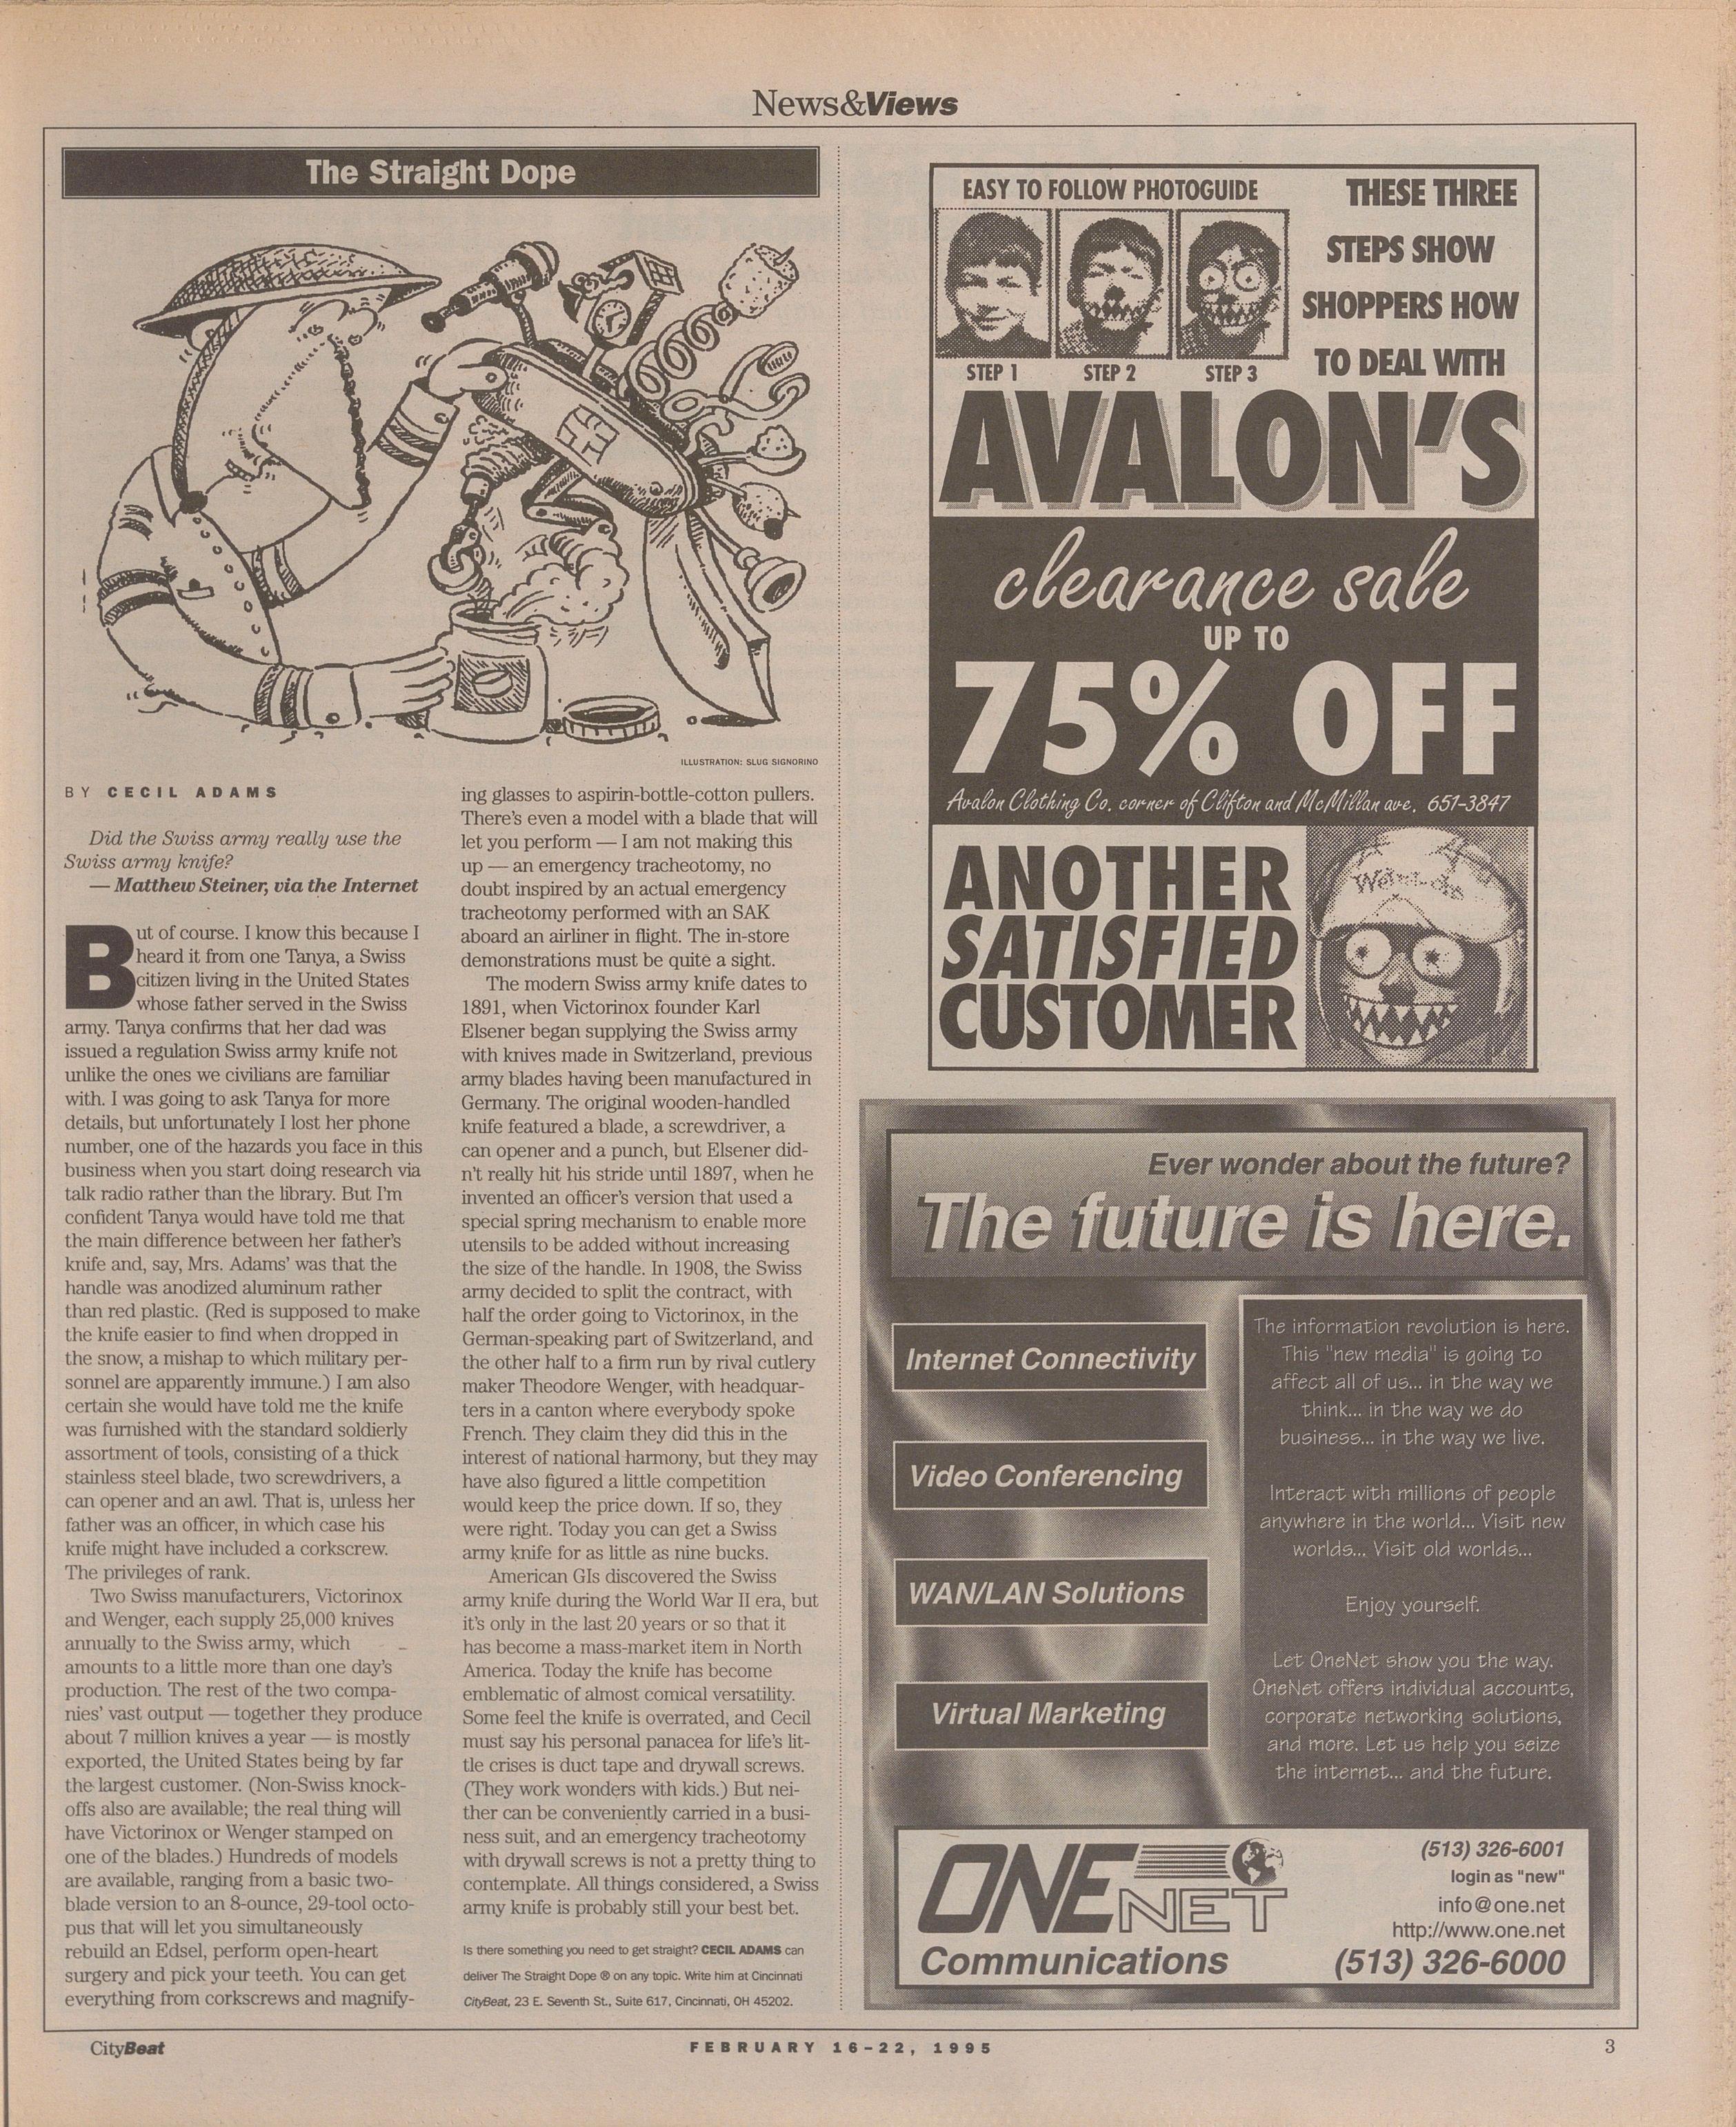 News&Views
The Straight Dope
ILLUSTRATION: SLUG SIGNORINO
BY CECIL ADAMS
Did the Swiss army really use the
Swiss army knife?
— Matthew Steiner, via the Internet
But of course. I know this because I
heard it from one Tanya, a Swiss
citizen living in the United States
whose father served in the Swiss
army. Tanya confirms that her dad was
issued a regulation Swiss army knife not
unlike the ones we civilians are familiar
with. I was going to ask Tanya for more
details, but unfortunately I lost her phone
number, one of the hazards you face in this
business when you start doing research via
talk radio rather than the library. But I'm
confident Tanya would have told me that
the main difference between her father's
knife and, say, Mrs. Adams' was that the
handle was anodized aluminum rather
than red plastic. (Red is supposed to make
the knife easier to find when dropped in
the snow, a mishap to which military per-
sonnel are apparently immune.) I am also
certain she would have told me the knife
was furnished with the standard soldierly
assortment of tools, consisting of a thick
stainless steel blade, two screwdrivers, a
can opener and an awl. That is, unless her
father was an officer, in which case his
knife might have included a corkscrew.
The privileges of rank.
Two Swiss manufacturers, Victorinox
and Wenger, each supply 25,000 knives
annually to the Swiss army, which
amounts to a little more than one day's
production. The rest of the two compa-
nies' vast output — together they produce
about 7 million knives a year — is mostly
exported, the United States being by far
the largest customer. (Non-Swiss knock-
offs also are available; the real thing will
have Victorinox or Wenger stamped on
one of the blades.) Hundreds of models
are available, ranging from a basic two-
blade version to an 8-ounce, 29-tool octo-
pus that will let you simultaneously
rebuild an Edsel, perform open-heart
surgery and pick your teeth. You can get
everything from corkscrews and magnify-
ing glasses to aspirin-bottle-cotton pullers.
There's even a model with a blade that will
let you perform — I am not making this
up — an emergency tracheotomy, no
doubt inspired by an actual emergency
tracheotomy performed with an SAK
aboard an airliner in flight. The in-store
demonstrations must be quite a sight.
The modern Swiss army knife dates to
1891, when Victorinox founder Karl
Elsener began supplying the Swiss army
with knives made in Switzerland, previous
army blades having been manufactured in
Germany. The original wooden-handled
knife featured a blade, a screwdriver, a
can opener and a punch, but Elsener did-
n't really hit his stride until 1897, when he
invented an officer's version that used a
special spring mechanism to enable more
utensils to be added without increasing
the size of the handle. In 1908, the Swiss
army decided to split the contract, with
half the order going to Victorinox, in the
German-speaking part of Switzerland, and
the other half to a firm run by rival cutlery
maker Theodore Wenger, with headquar-
ters in a canton where everybody spoke
French. They claim they did this in the
interest of national harmony, but they may
have also figured a little competition
would keep the price down. If so, they
were right. Today you can get a Swiss
army knife for as little as nine bucks.
American GIs discovered the Swiss
army knife during the World War II era, but
it's only in the last 20 years or so that it
has become a mass-market item in North
America. Today the knife has become
emblematic of almost comical versatility.
Some feel the knife is overrated, and Cecil
must say his personal panacea for life's lit-
tle crises is duct tape and drywall screws.
(They work wonders with kids.) But nei-
ther can be conveniently carried in a busi-
ness suit, and an emergency tracheotomy
with drywall screws is not a pretty thing to
contemplate. All things considered, a Swiss
army knife is probably still your best bet.
Is there something you need to get straight? CECIL ADAMS can
deliver The Straight Dope ® on any topic. Write him at Cincinnati
CityBeat, 23 E. Seventh St., Suite 617, Cincinnati, OH 45202.
EASY TO FOLLOW PHOTOGUIDE
STEP 1
STEP 2
STEP 3
THESE THREE
STEPS SHOW
SHOPPERS HOW
TO DEAL WITH
AVALON'S
clearance sale
UP TO
75% OFF
Avalon Clothing Co. corner of Clifton and McMillan ave. 651-3847
ANOTHER
SATISFIED
CUSTOMER
Ever wonder about the future?
The future is here.
Internet Connectivity
Video Conferencing
WAN/LAN Solutions
Virtual Marketing
The information revolution is here.
This "new media" is going to
affect all of us... in the way we
think... in the way we do
business... in the way we live.
Interact with millions of people
anywhere in the world... Visit new
worlds... Visit old worlds...
Enjoy yourself.
Let OneNet show you the way.
OneNet offers individual accounts,
corporate networking solutions,
and more. Let us help you seize
the internet... and the future.
ONE NET
Communications
(513) 326-6001
login as "new"
info@one.net
http://www.one.net
(513) 326-6000
CityBeat
FEBRUARY 16-22, 1995
3